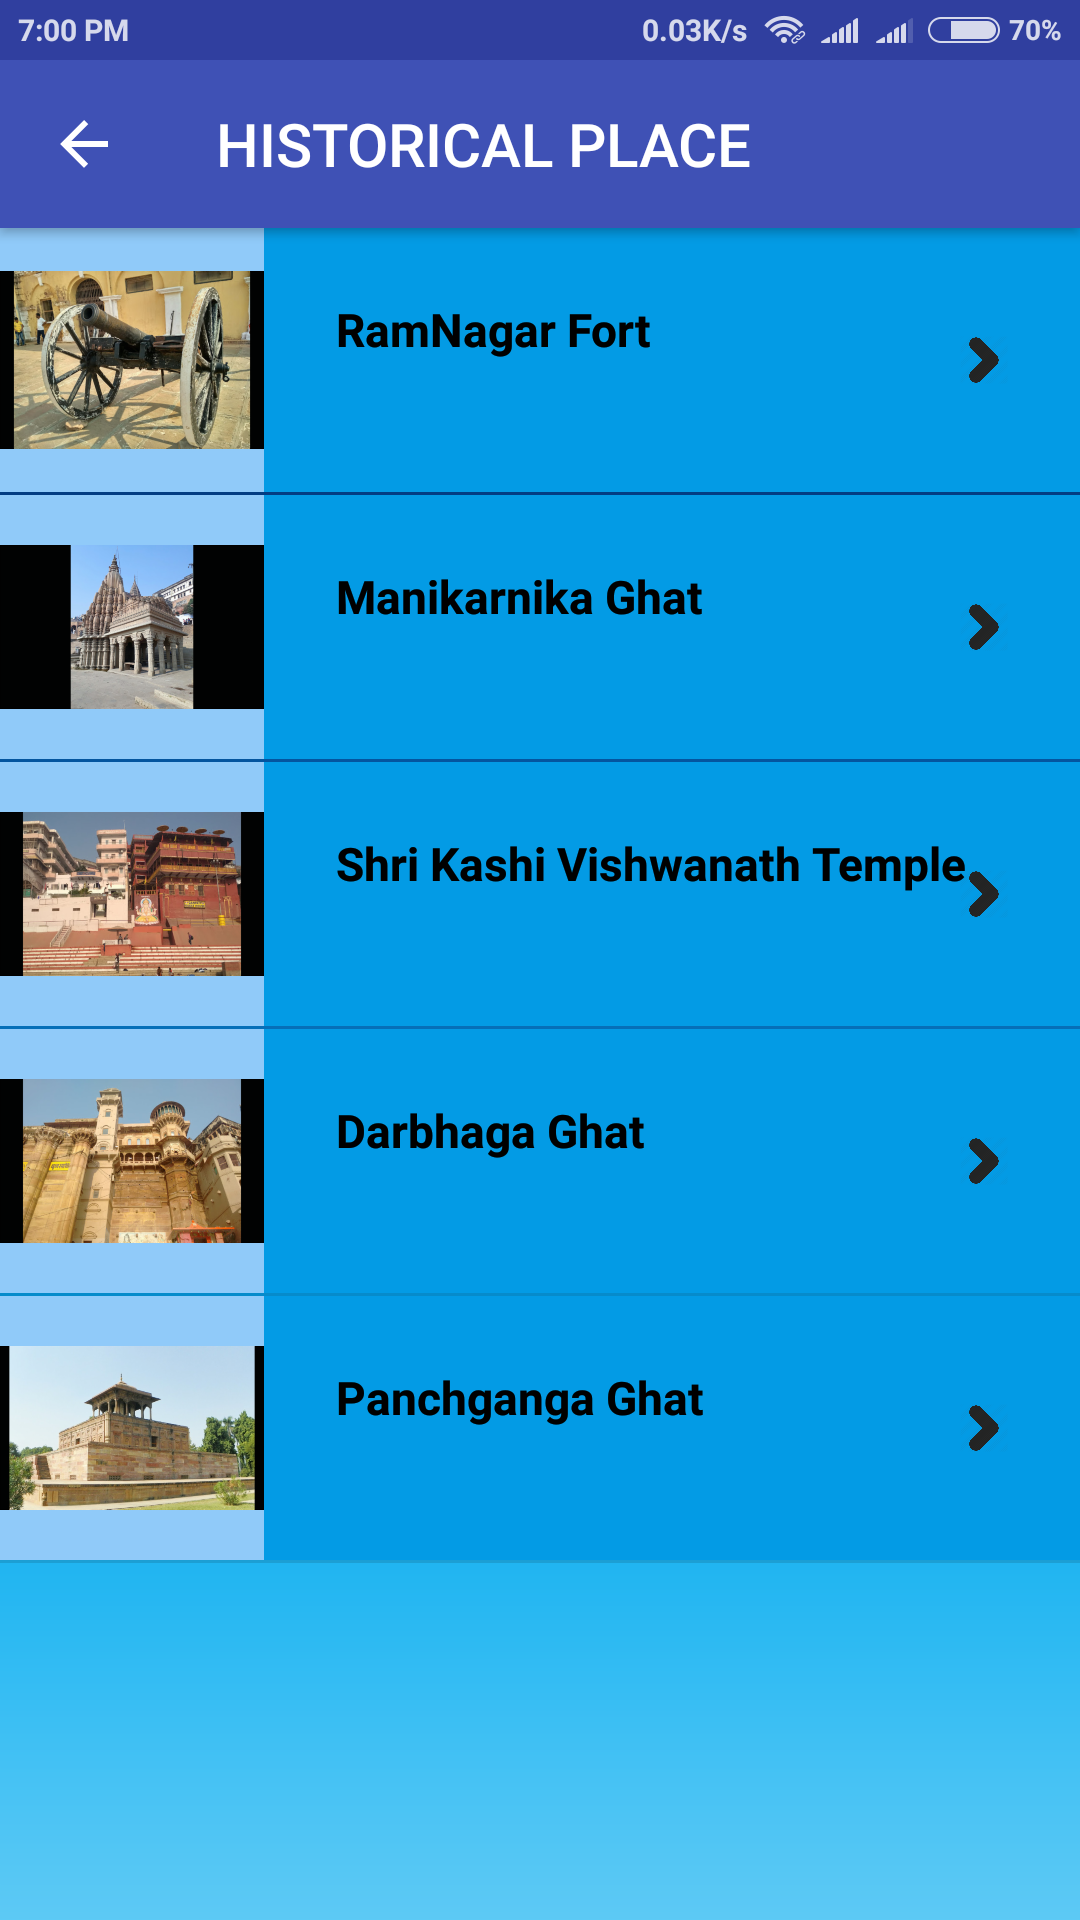 7:00 PM 0.03K/s 70%
HISTORICAL PLACE
RamNagar Fort
Manikarnika Ghat
Shri Kashi Vishwanath Temple
Darbhaga Ghat
Panchganga Ghat